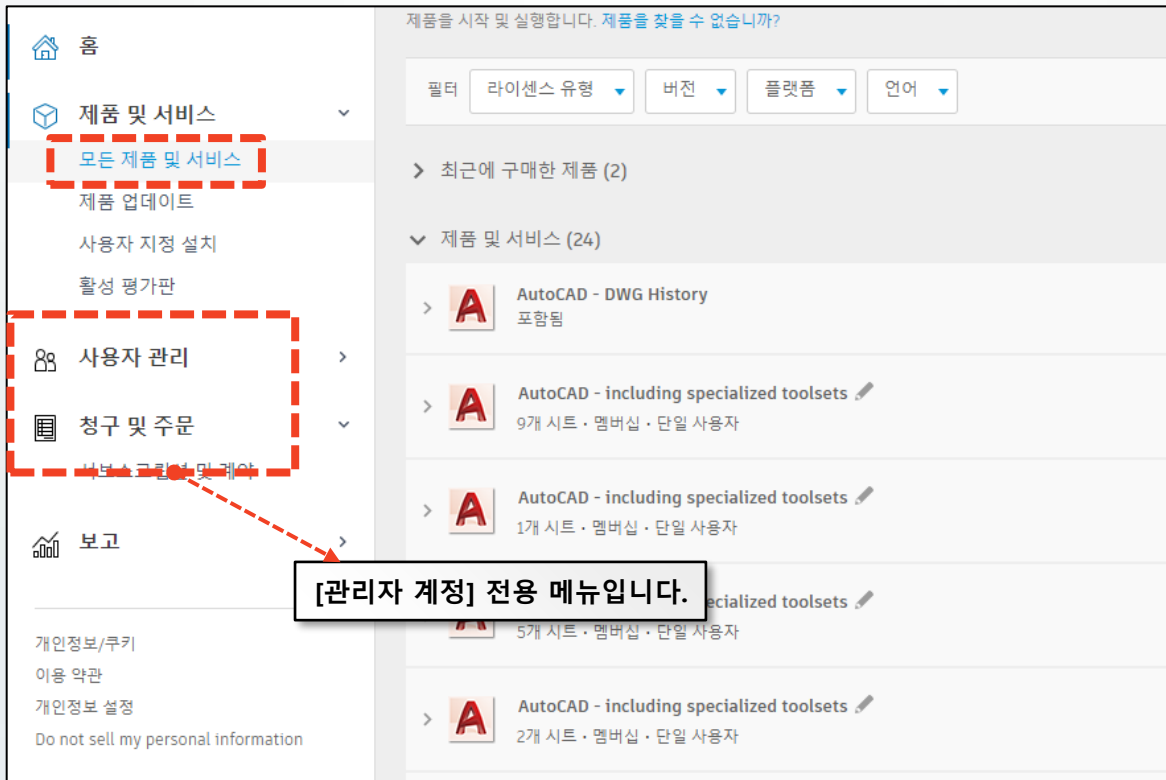 홈
제품 및 서비스
모든 제품 및 서비스
제품 업데이트
사용자 지정 설치
활성 평가판
사용자 관리
청구 및 주문
서브스크립션 및 계약
보고
개인정보/쿠키
이용 약관
개인정보 설정
Do not sell my personal information
제품을 시작 및 실행합니다. 제품을 찾을 수 없습니까?
필터 라이센스 유형 버전 플랫폼 언어
최근에 구매한 제품 (2)
제품 및 서비스 (24)
AutoCAD - DWG History
포함됨
AutoCAD - including specialized toolsets
9개 시트 · 멤버십 · 단일 사용자
AutoCAD - including specialized toolsets
1개 시트 · 멤버십 · 단일 사용자
[관리자 계정] 전용 메뉴입니다.
toolsets
5개 시트 · 멤버십 · 단일 사용자
AutoCAD - including specialized toolsets
2개 시트 · 멤버십 · 단일 사용자